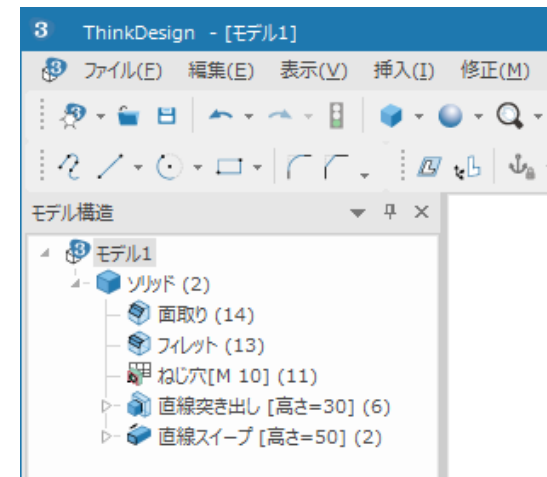 3 ThinkDesign - [モデル1]
ファイル(F) 編集(E) 表示(V) 挿入(I) 修正(M)
モデル構造
モデル1
ソリッド (2)
面取り (14)
フィレット (13)
ねじ穴[M 10] (11)
直線突き出し [高さ=30] (6)
直線スイープ [高さ=50] (2)